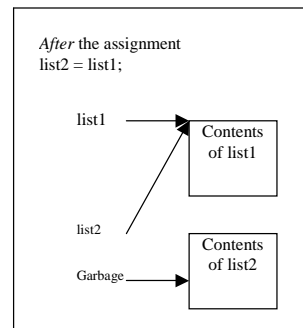 After the assignment
list2 = list1;
list1
Contents
of list1
list2
Contents
of list2
Garbage